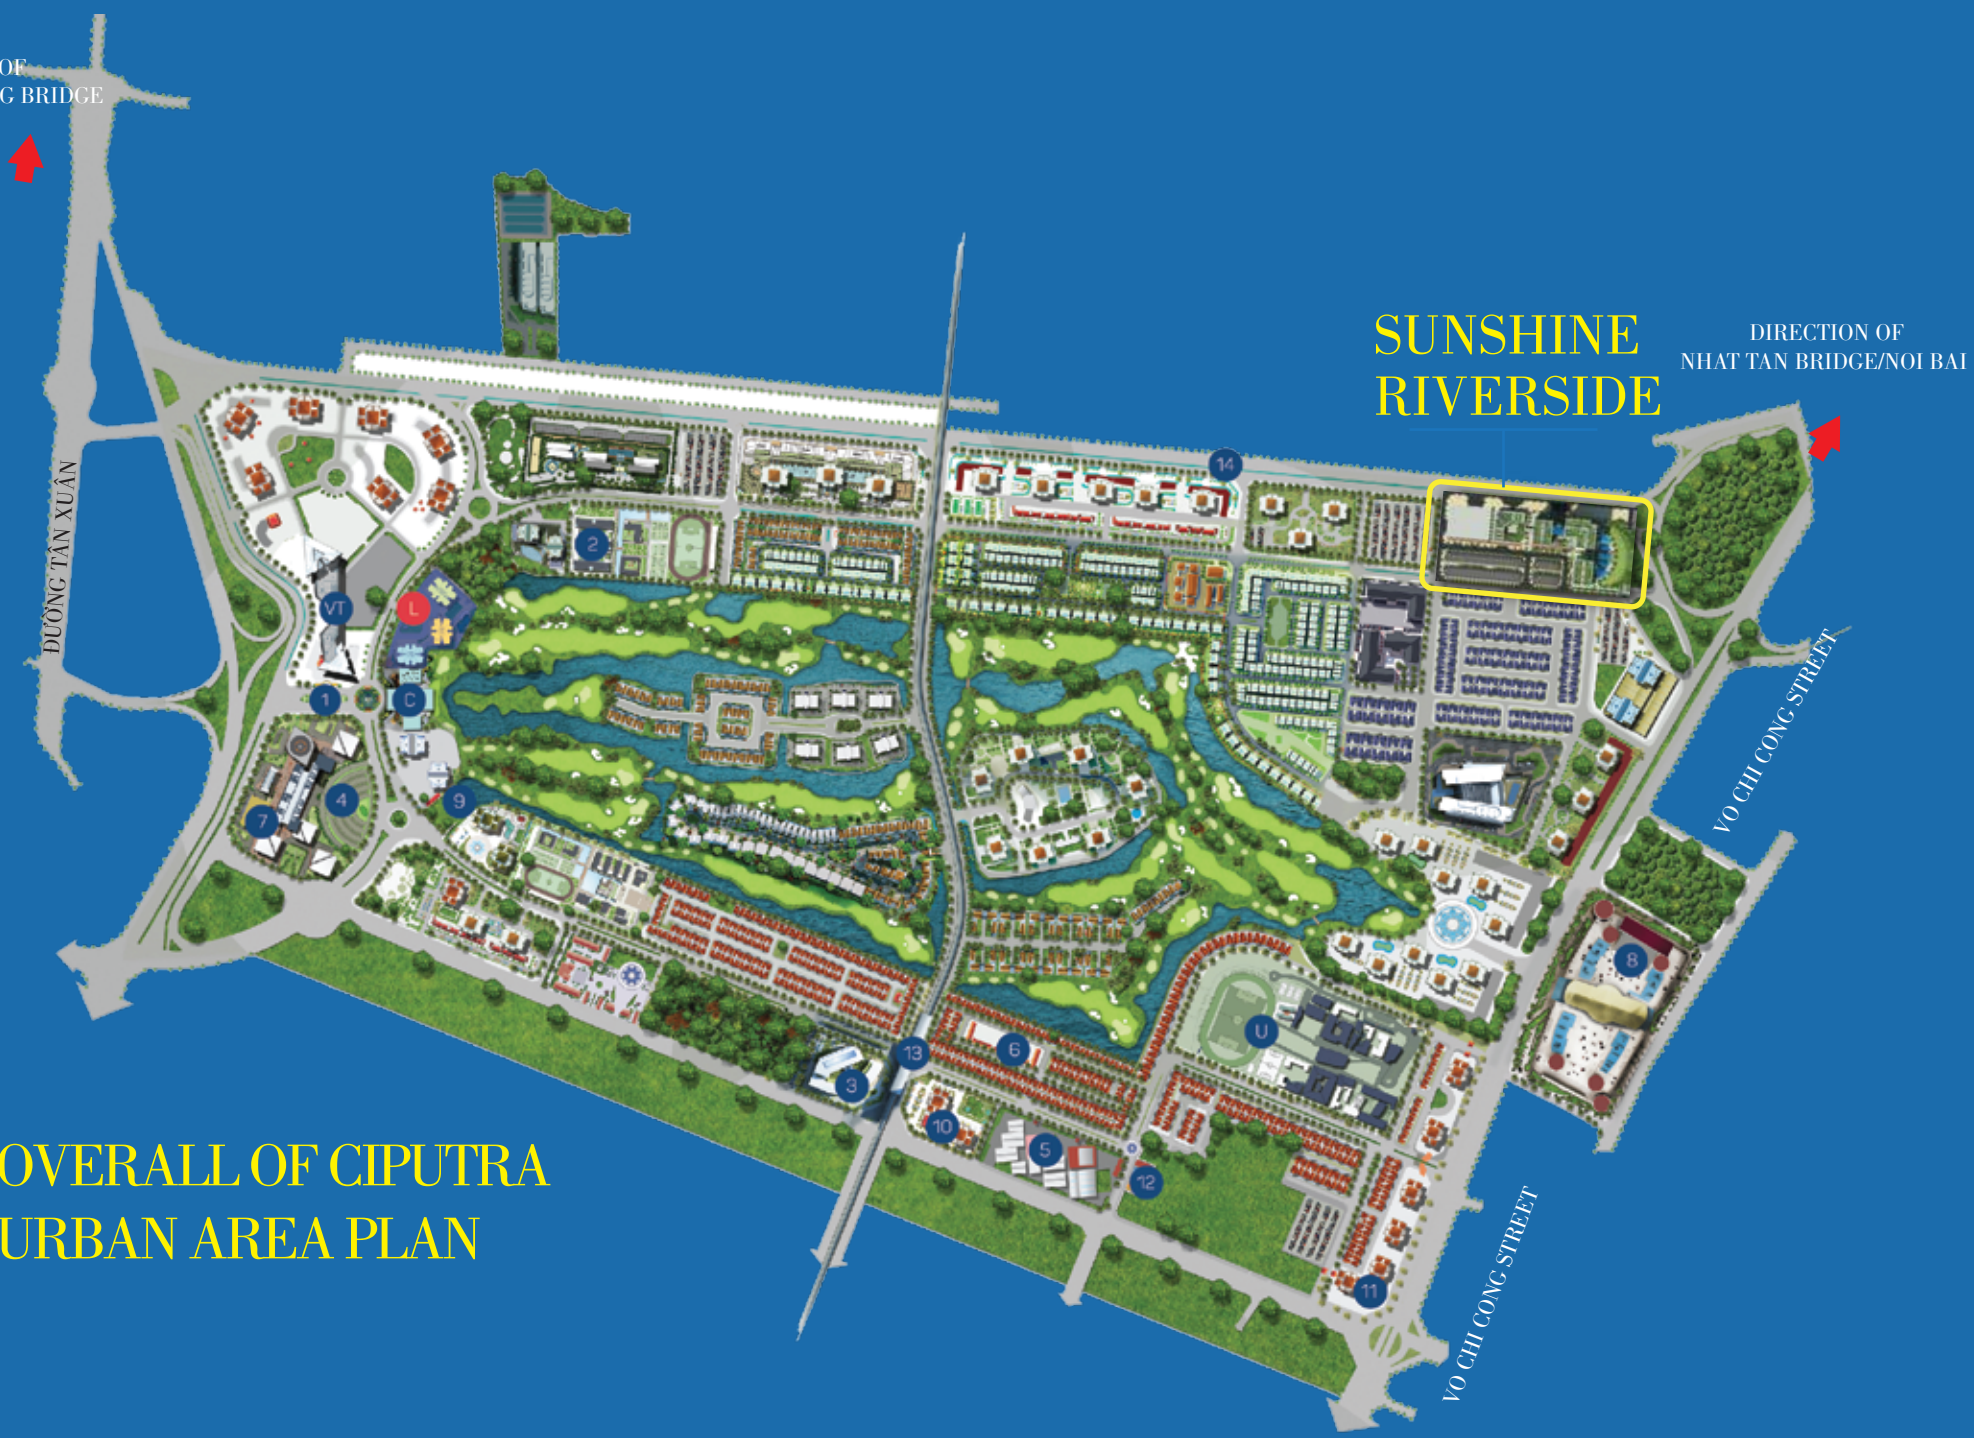 OF
G BRIDGE
SUNSHINE
RIVERSIDE
DIRECTION OF
NHAT TAN BRIDGE/NOI BAI
ĐƯỜNG TÂN XUÂN
14
2
VT
L
1
C
4
9
7
VO CHI CONG STREET
8
U
13
6
3
10
5
12
11
OVERALL OF CIPUTRA
URBAN AREA PLAN
VO CHI CONG STREET